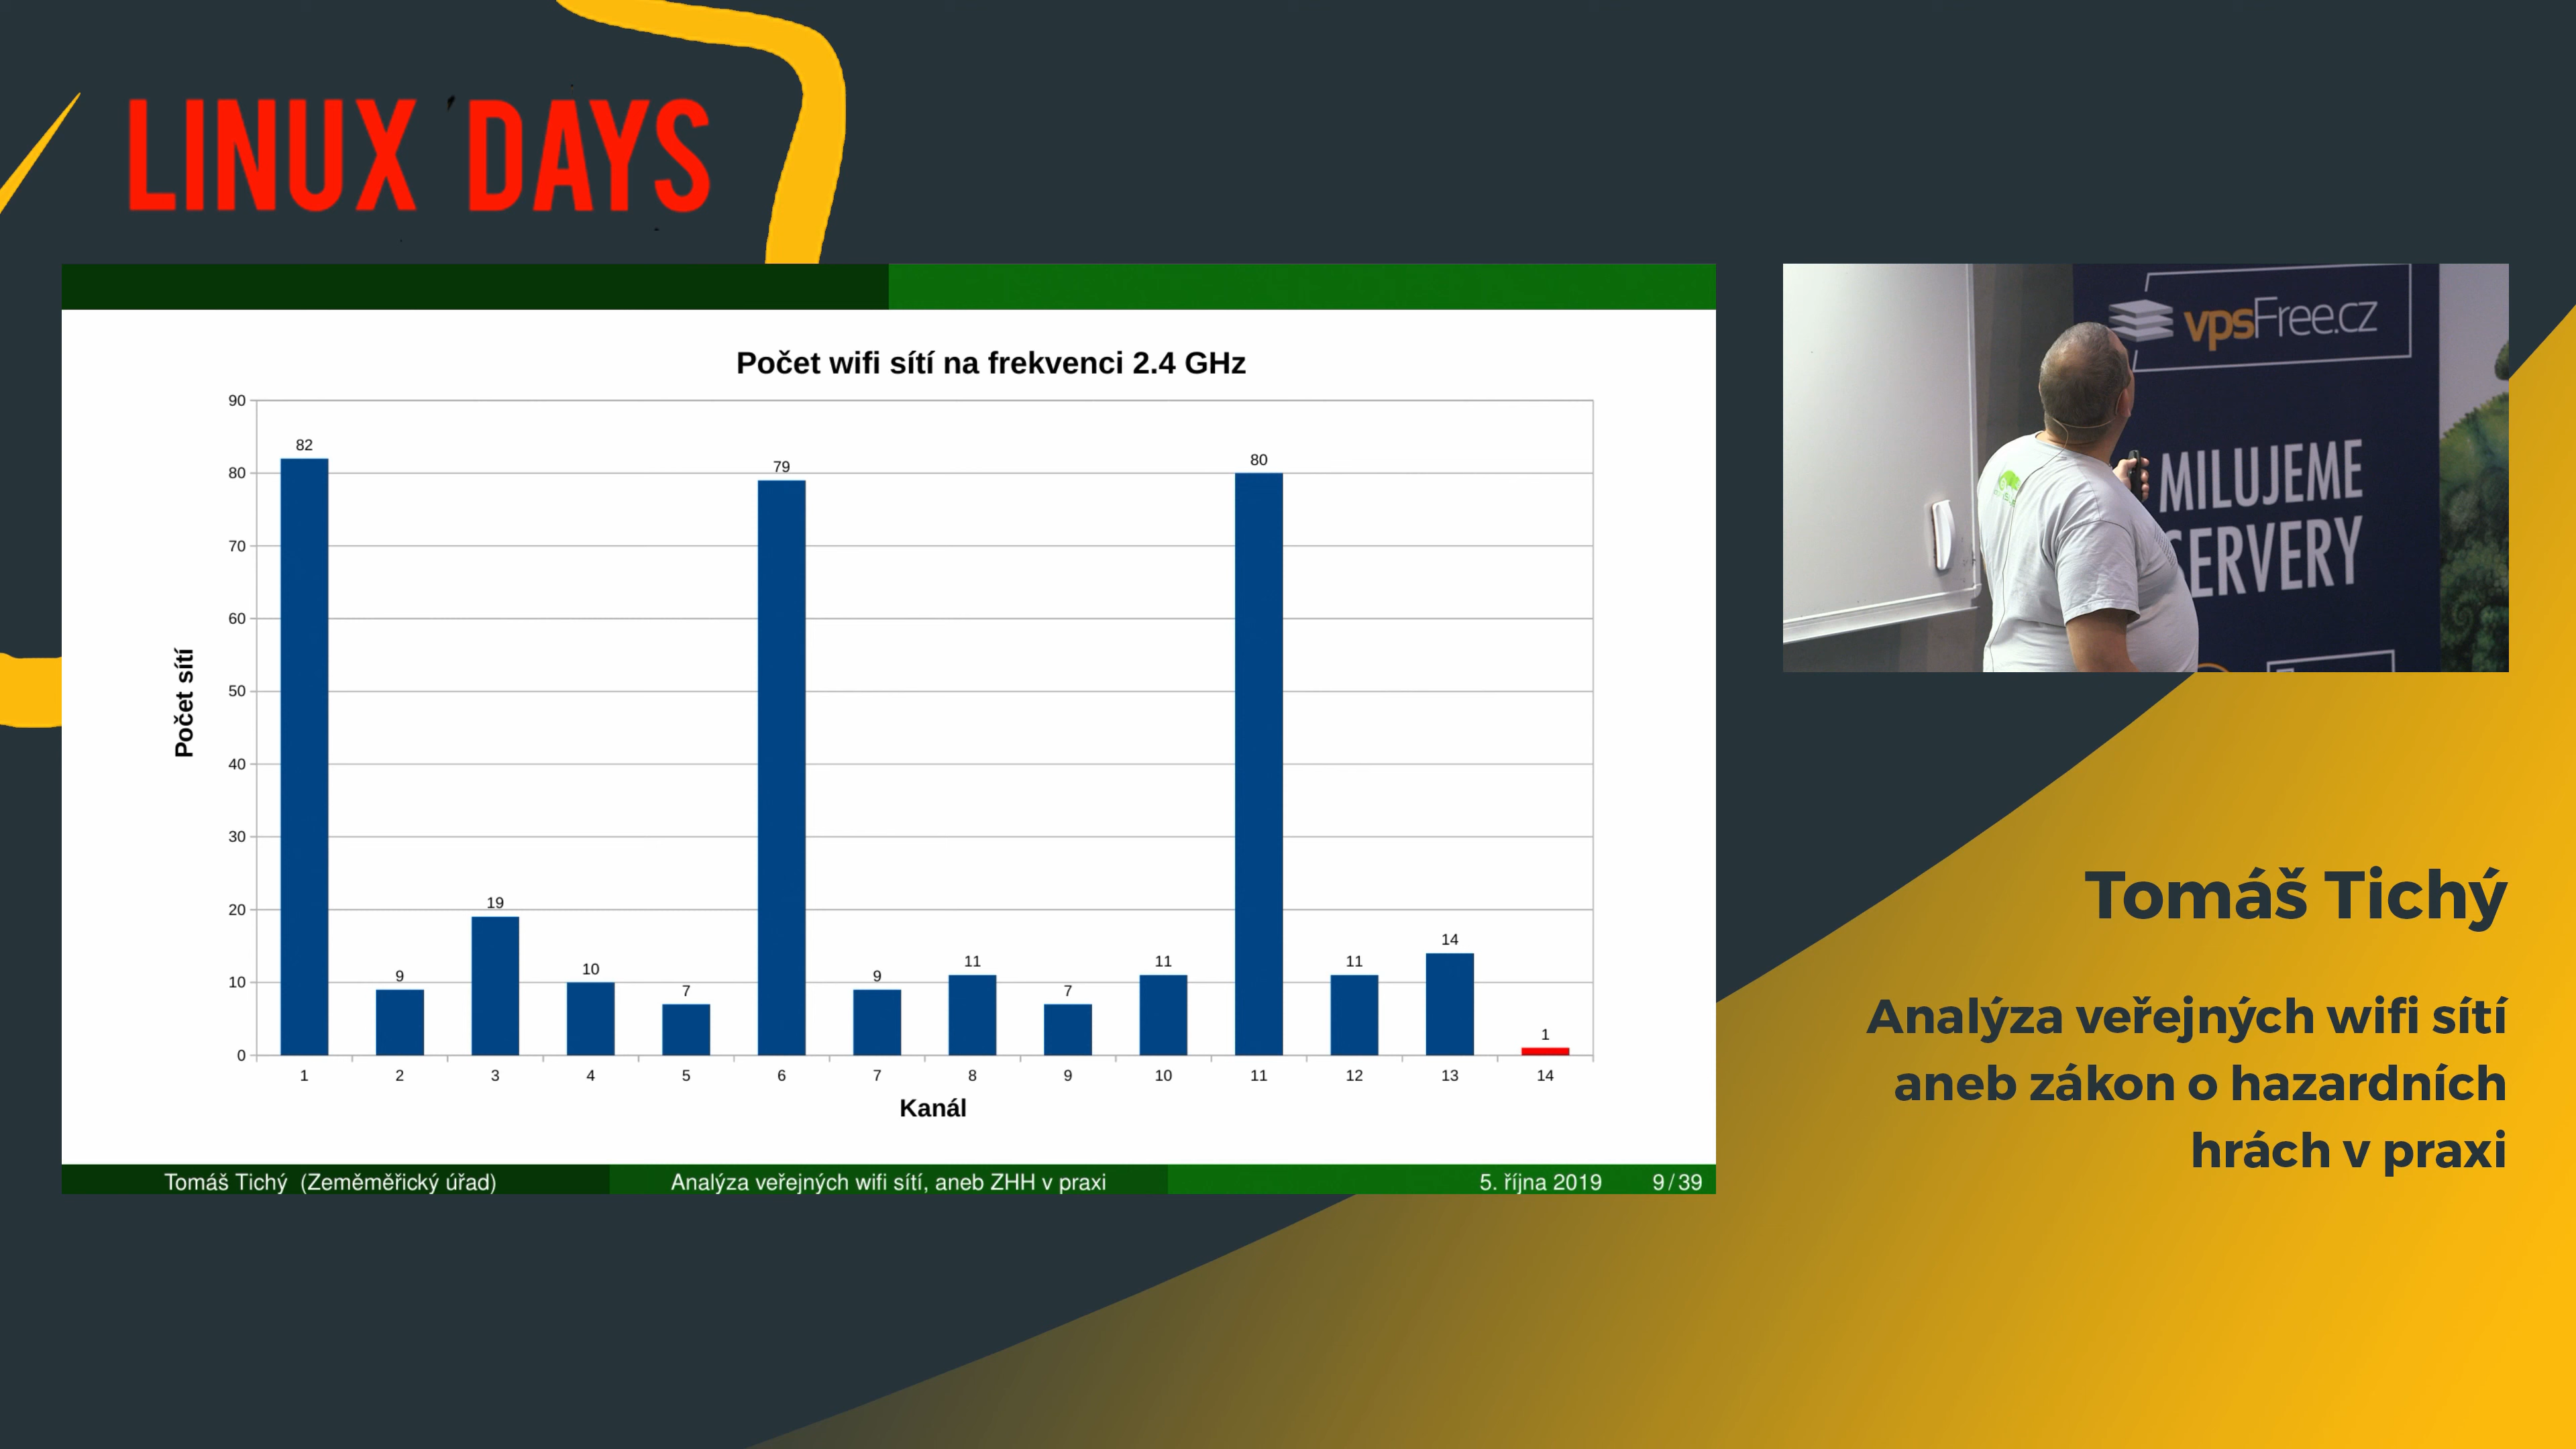 LINUX DAYS
Počet wifi sítí na frekvenci 2.4 GHz
Počet sítí
90
80
70
60
50
40
30
20
10
0
82
9
19
10
7
79
9
11
7
11
80
11
14
1
1 2 3 4 5 6 7 8 9 10 11 12 13 14
Kanál
Tomáš Tichý (Zeměměřický úřad) Analýza veřejných wifi sítí, aneb ZHH v praxi 5. října 2019 9 / 39
vpsFree.cz
MILUJEME
SERVERY
Tomáš Tichý
Analýza veřejných wifi sítí
aneb zákon o hazardních
hrách v praxi